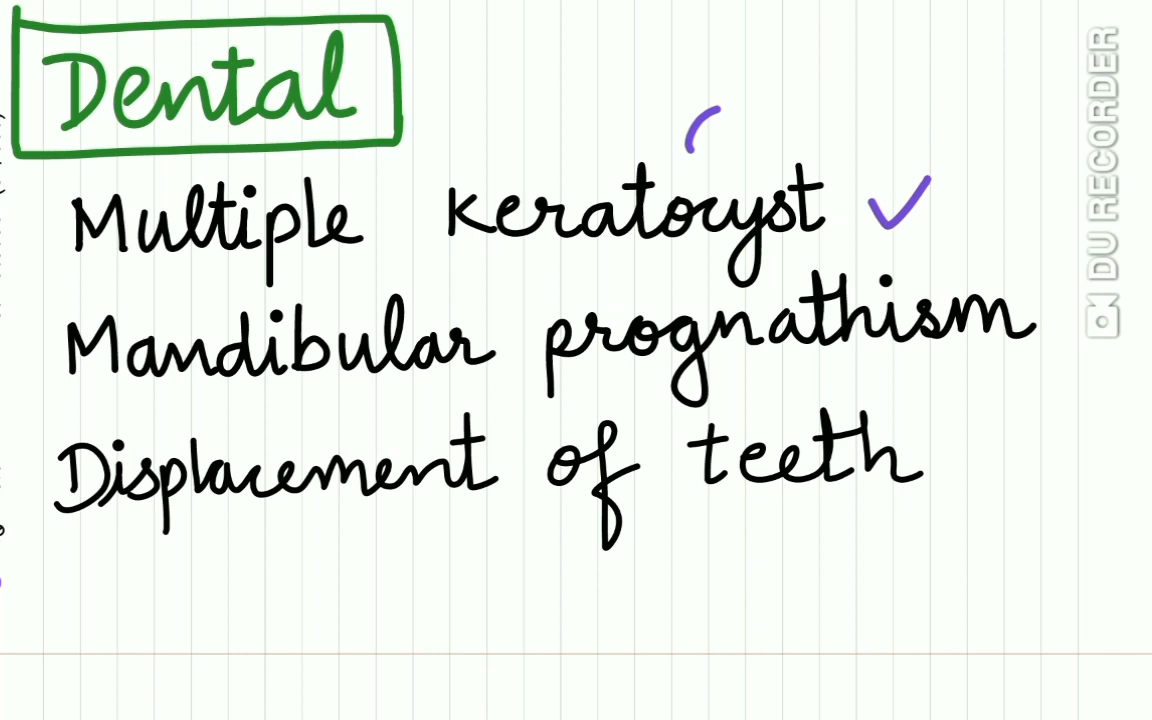 Dental
Multiple keratocyst ✓
Mandibular prognathism
Displacement of teeth
DU RECORDER